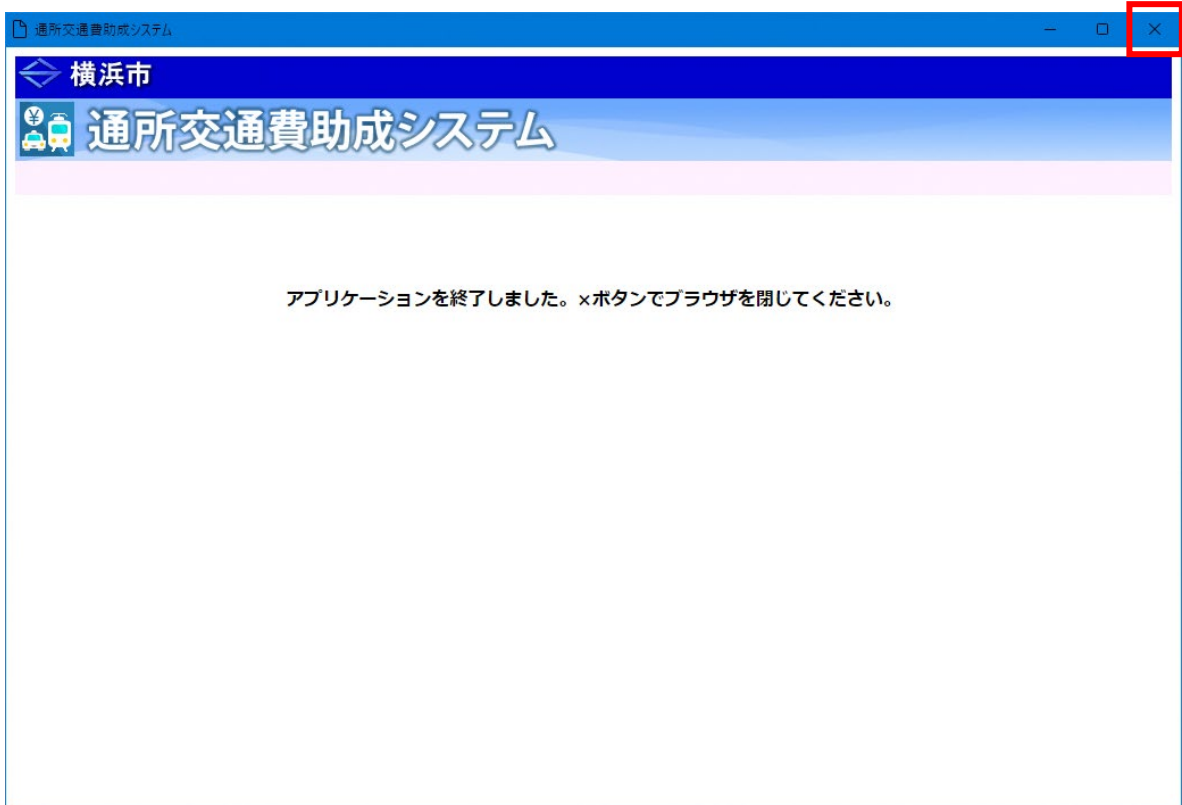 通所交通費助成システム
横浜市
通所交通費助成システム
アプリケーションを終了しました。×ボタンでブラウザを閉じてください。